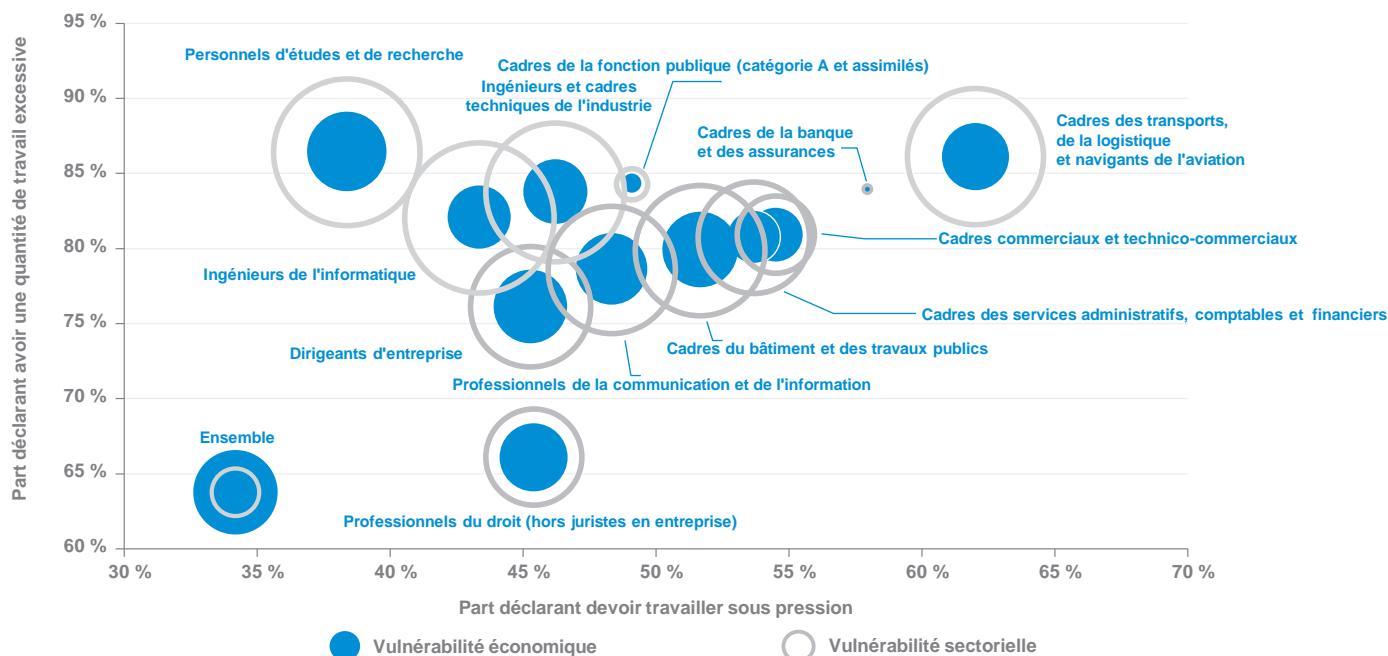 Part déclarant avoir une quantité de travail excessive
95 %
90 %
85 %
80 %
75 %
70 %
65 %
60 %
Personnels d'études et de recherche
Cadres de la fonction publique (catégorie A et assimilés)
Ingénieurs et cadres
techniques de l'industrie
Cadres de la banque
et des assurances
Cadres des transports,
de la logistique
et navigants de l'aviation
Cadres commerciaux et technico-commerciaux
Ingénieurs de l'informatique
Cadres des services administratifs, comptables et financiers
Cadres du bâtiment et des travaux publics
Dirigeants d'entreprise
Professionnels de la communication et de l'information
Ensemble
Professionnels du droit (hors juristes en entreprise)
30 %
35 %
40 %
45 %
50 %
55 %
60 %
65 %
70 %
Part déclarant devoir travailler sous pression
Vulnérabilité économique
Vulnérabilité sectorielle